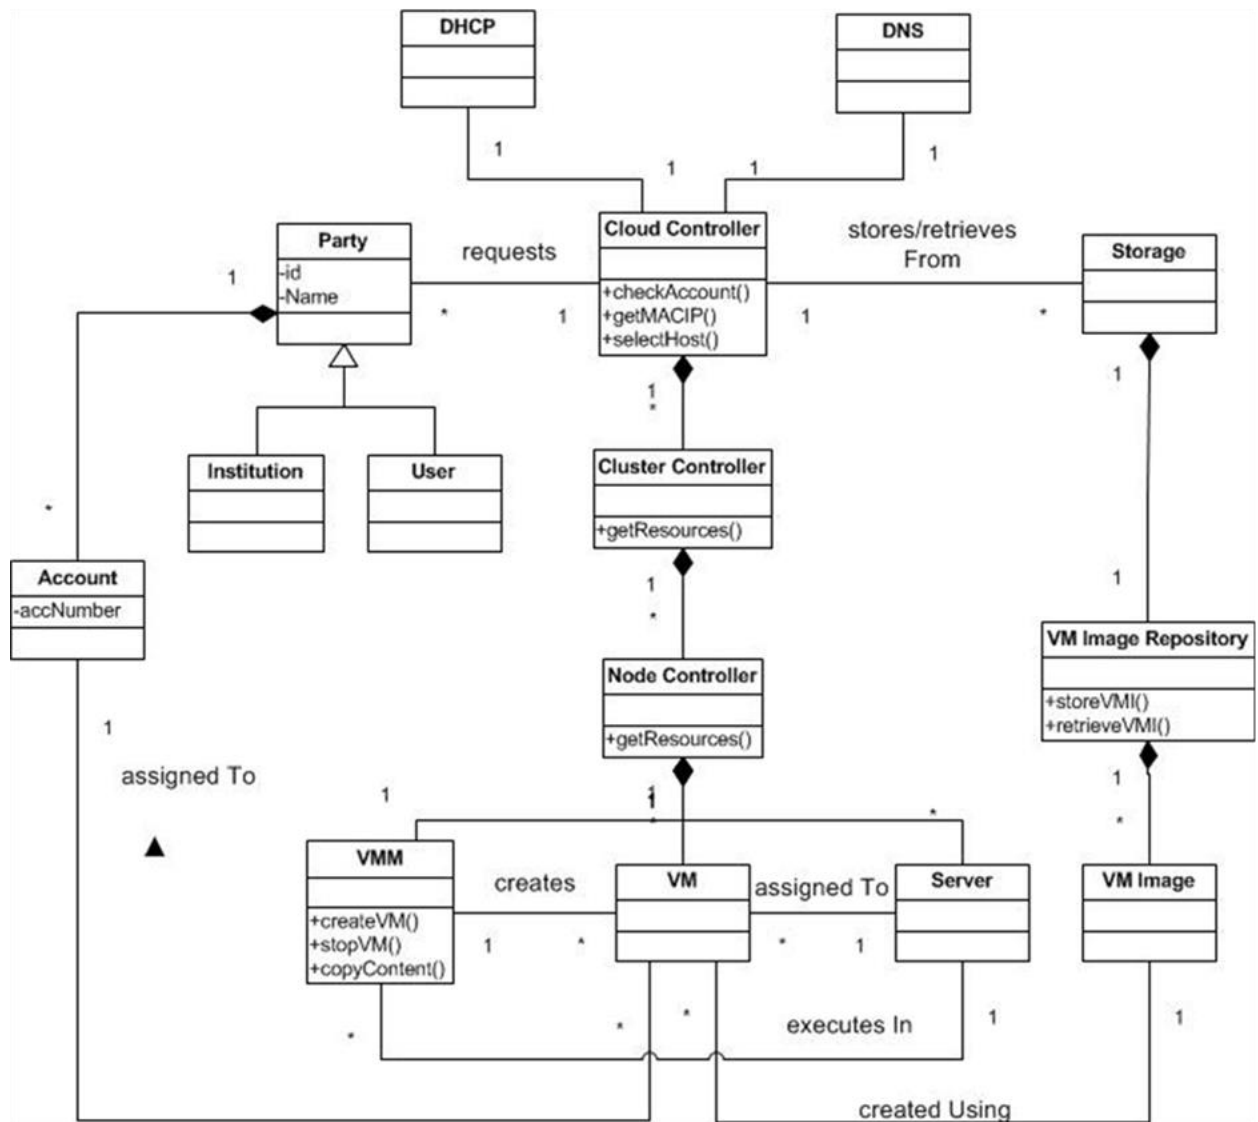 DHCP
DNS
1
1
1
1
Party
-id
-Name
requests
Cloud Controller
+checkAccount()
+getMACIP()
+selectHost()
stores/retrieves
From
Storage
1
*
1
1
*
1
*
1
Institution
User
Cluster Controller
+getResources()
*
1
*
1
Account
-accNumber
Node Controller
+getResources()
VM Image Repository
+storeVMI()
+retrieveVMI()
1
assigned To
1
1
*
*
1
*
VMM
+createVM()
+stopVM()
+copyContent()
creates
VM
assigned To
Server
VM Image
1
*
*
1
*
*
*
executes In
1
1
created Using